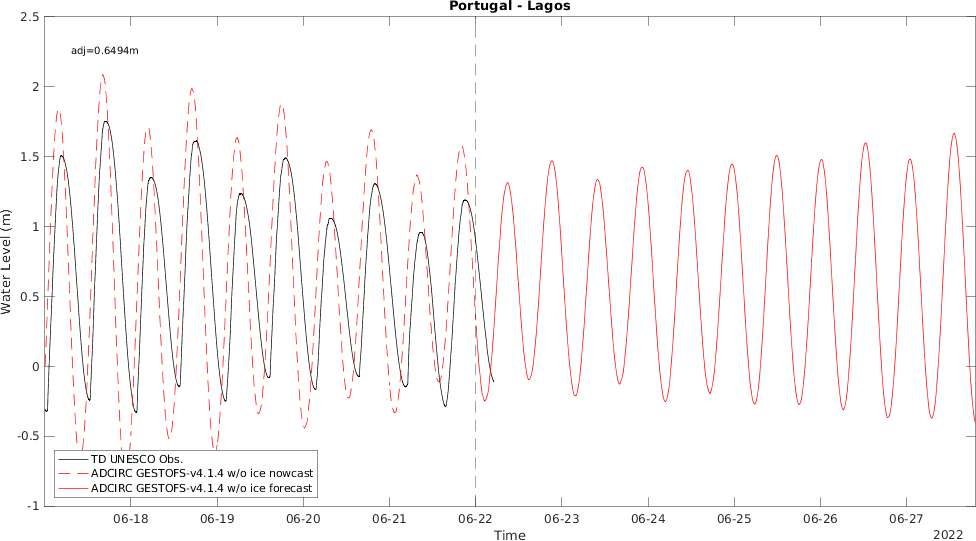 Portugal - Lagos
2.5
adj=0.6494m
2
1.5
1
0.5
0
-0.5
-1
Water Level (m)
TD UNESCO Obs.
ADCIRC GESTOFS-v4.1.4 w/o ice nowcast
ADCIRC GESTOFS-v4.1.4 w/o ice forecast
06-18 06-19 06-20 06-21 06-22 06-23 06-24 06-25 06-26 06-27
Time
2022